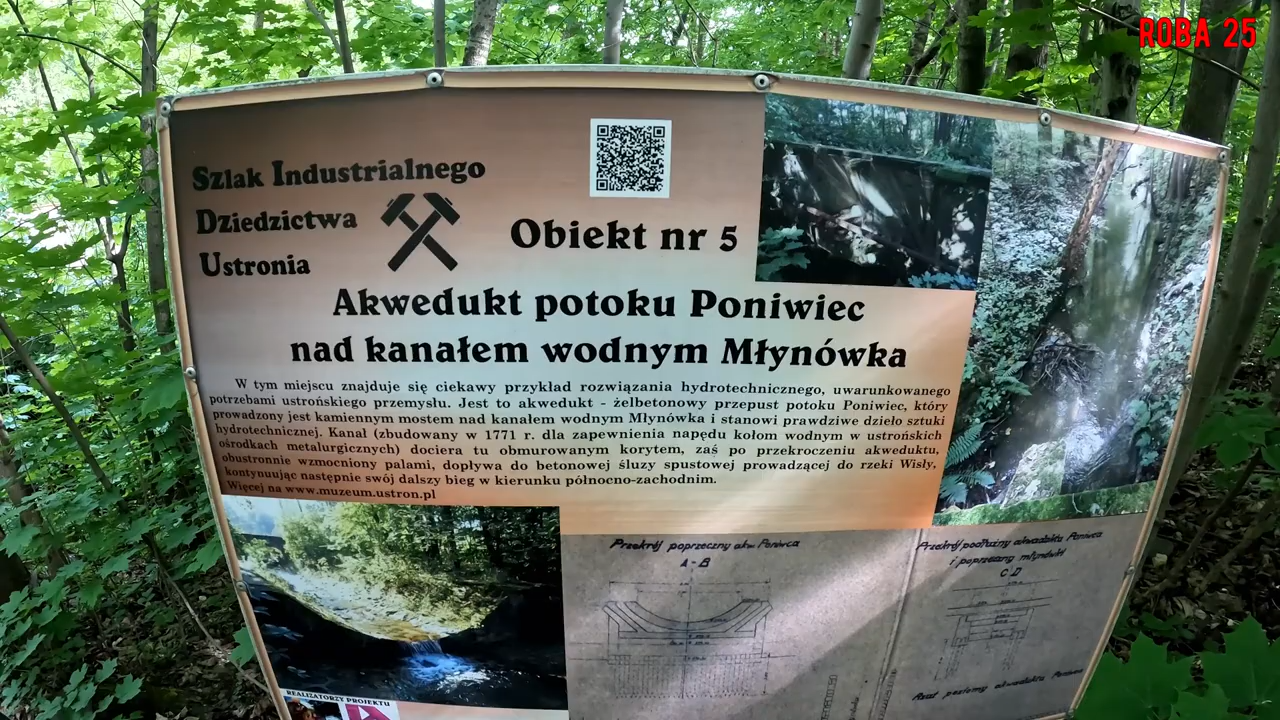 ROBA 25
Szlak Industrialnego
Dziedzictwa
Ustronia
Obiekt nr 5
Akwedukt potoku Poniwiec
nad kanałem wodnym Młynówka
W tym miejscu znajduje się ciekawy przykład rozwiązania hydrotechnicznego, uwarunkowanego
potrzebami ustrońskiego przemysłu. Jest to akwedukt - żelbetonowy przepust potoku Poniwiec, który
prowadzony jest kamiennym mostem nad kanałem wodnym Młynówka i stanowi prawdziwe dzieło sztuki
hydrotechnicznej. Kanał (zbudowany w 1771 r. dla zapewnienia napędu kołom wodnym w ustrońskich
ośrodkach metalurgicznych) dociera tu obmurowanym korytem, zaś po przekroczeniu akweduktu,
obustronnie wzmocniony palami, dopływa do betonowej śluzy spustowej prowadzącej do rzeki Wisły,
kontynuując następnie swój dalszy bieg w kierunku północno-zachodnim.
Więcej na www.muzeum.ustron.pl
Przekrój poprzeczny akw. Poniwca
A-B
Przekrój podłużny akwaduktu Poniwca
i poprzeczny młynówki
C D
Rzut poziomy akwaduktu Poniwca
REALIZATORZY PROJEKTU